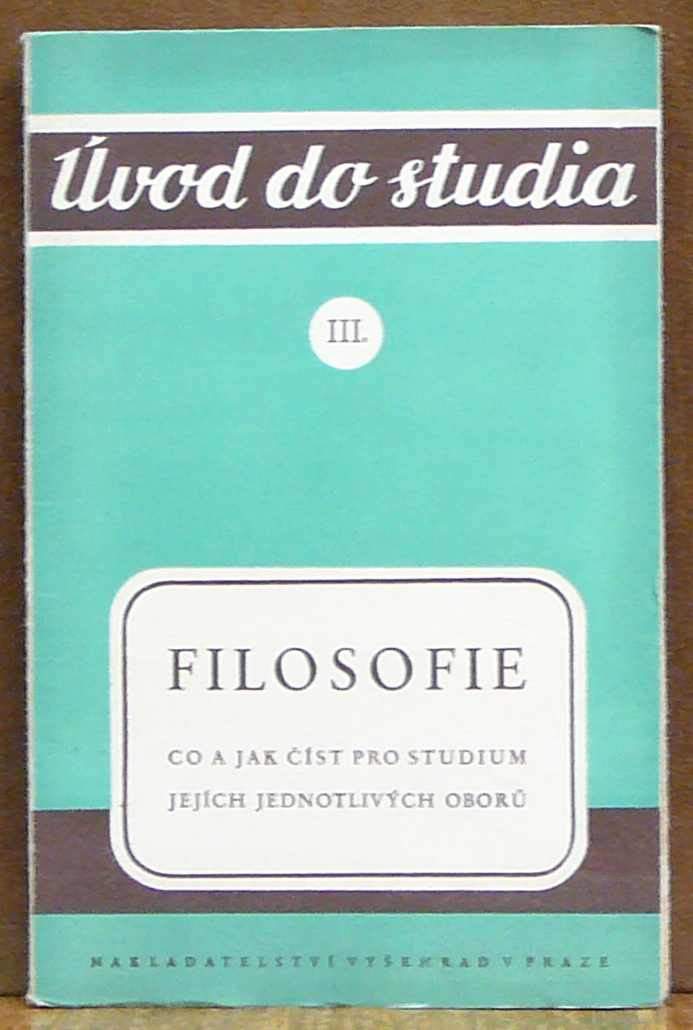 Úvod do studia
III.
FILOSOFIE
CO A JAK ČÍST PRO STUDIUM
JEJÍCH JEDNOTLIVÝCH OBORŮ
NAKLADATELSTVÍ VYŠEHRAD V PRAZE